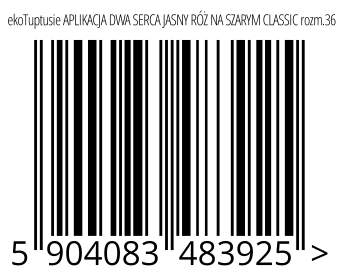 ekoTuptusie APLIKACJA DWA SERCA JASNY RÓŻ NA SZARYM CLASSIC rozm.36
5 904083 483925 >